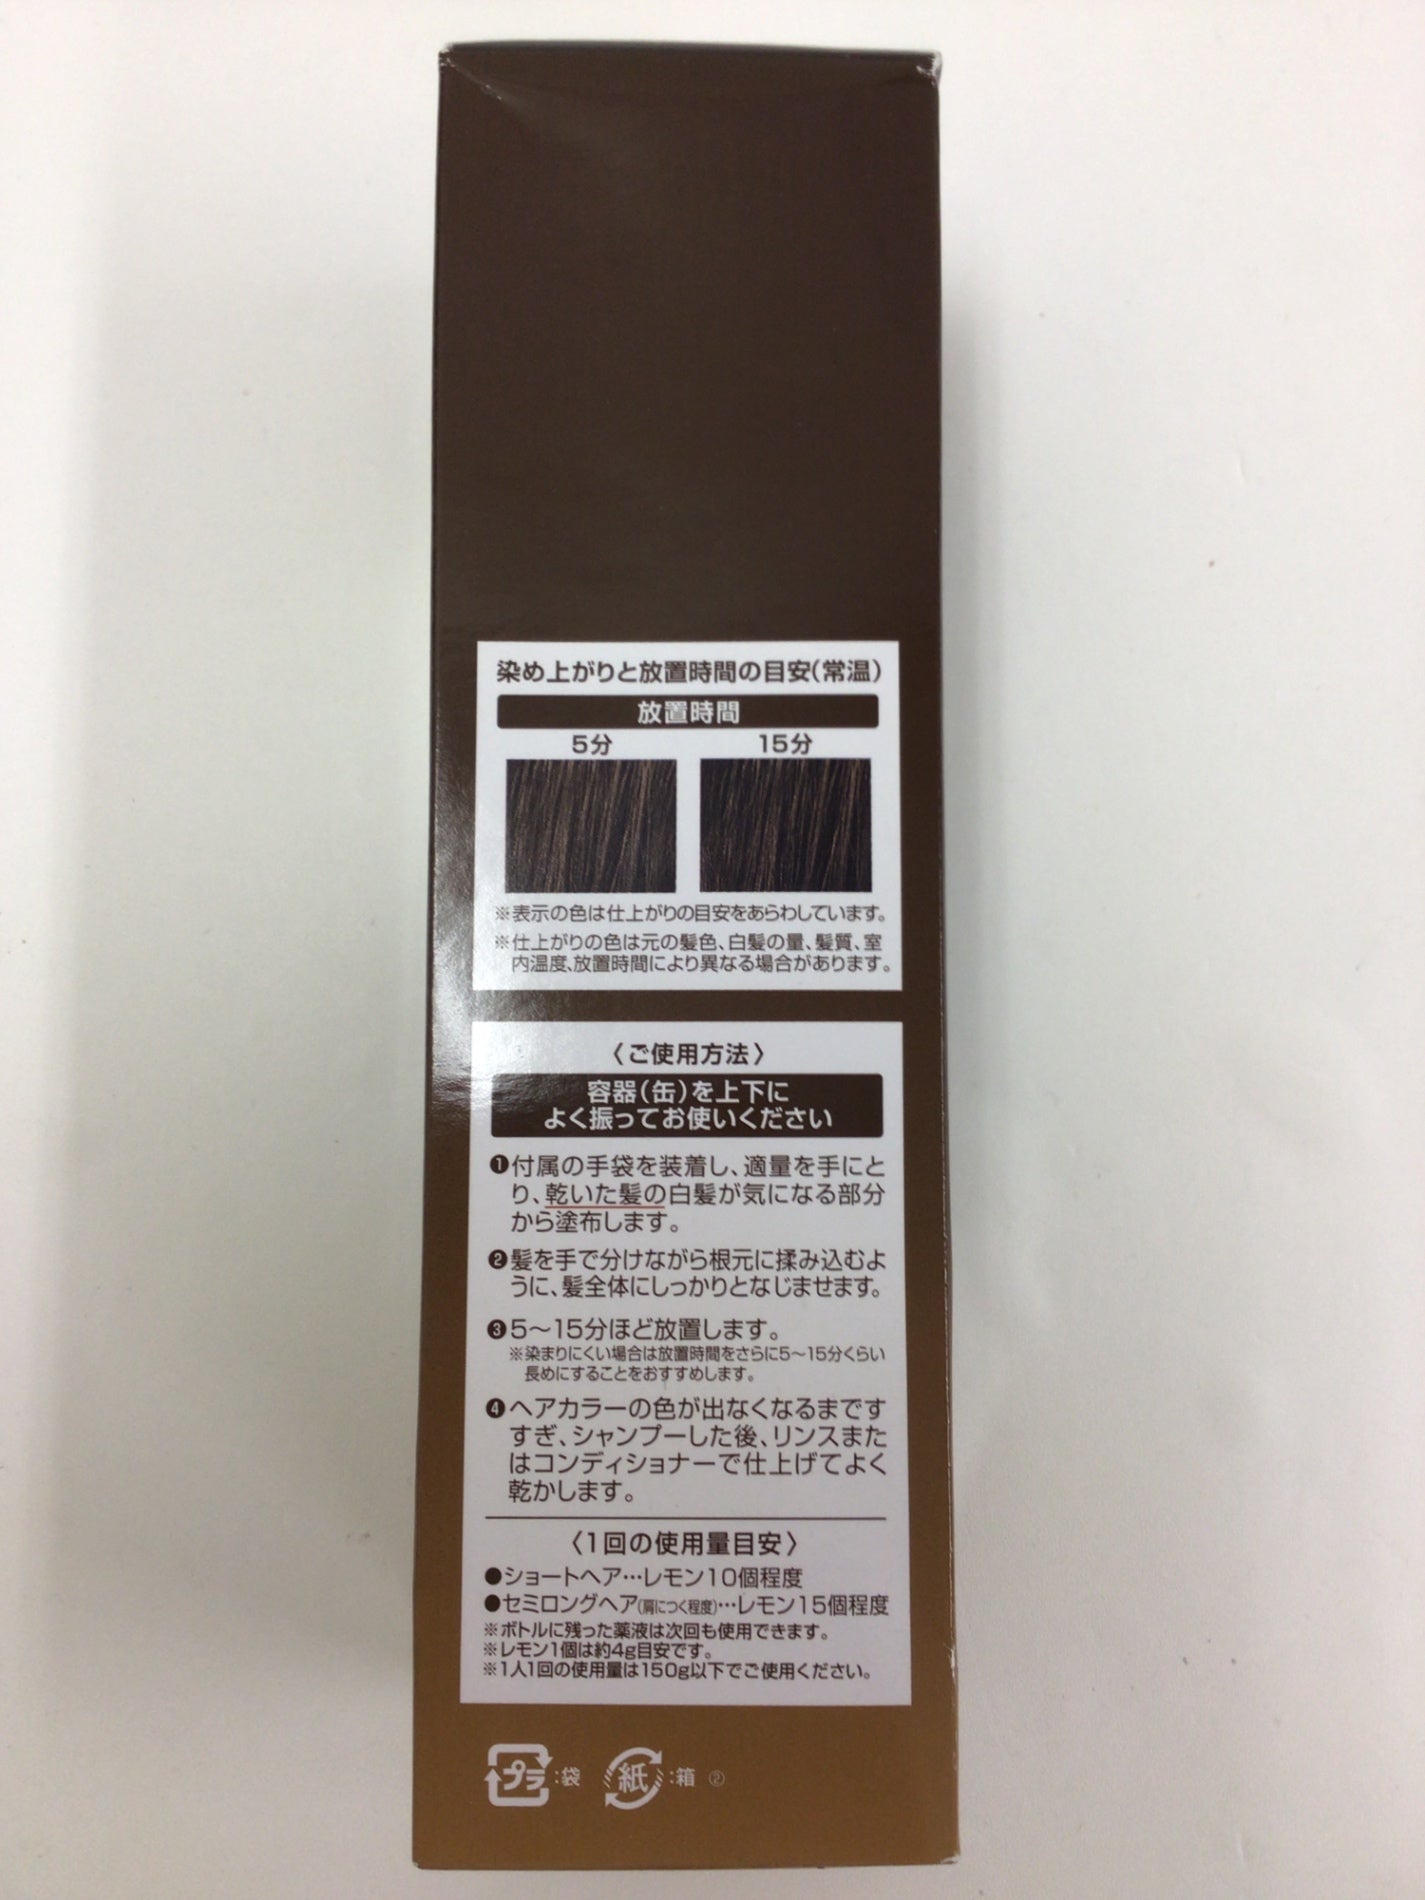 染め上がりと放置時間の目安(常温)
放置時間
5分 15分
※表示の色は仕上がりの目安をあらわしています。
※仕上がりの色は元の髪色、白髪の量、髪質、室
内温度、放置時間により異なる場合があります。
〈ご使用方法〉
容器(缶)を上下に
よく振ってお使いください
❶付属の手袋を装着し、適量を手にと
り、乾いた髪の白髪が気になる部分
から塗布します。
❷髪を手で分けながら根元に揉み込むよ
うに、髪全体にしっかりとなじませます。
❸5〜15分ほど放置します。
※染まりにくい場合は放置時間をさらに5〜15分くらい
長めにすることをおすすめします。
❹ヘアカラーの色が出なくなるまです
すぎ、シャンプーした後、リンスまた
はコンディショナーで仕上げてよく
乾かします。
〈1回の使用量目安〉
●ショートヘア…レモン10個程度
●セミロングヘア(肩につく程度)…レモン15個程度
※ボトルに残った薬液は次回も使用できます。
※レモン1個は約4g目安です。
※1人1回の使用量は150g以下でご使用ください。
プラ:袋 紙:箱 ②